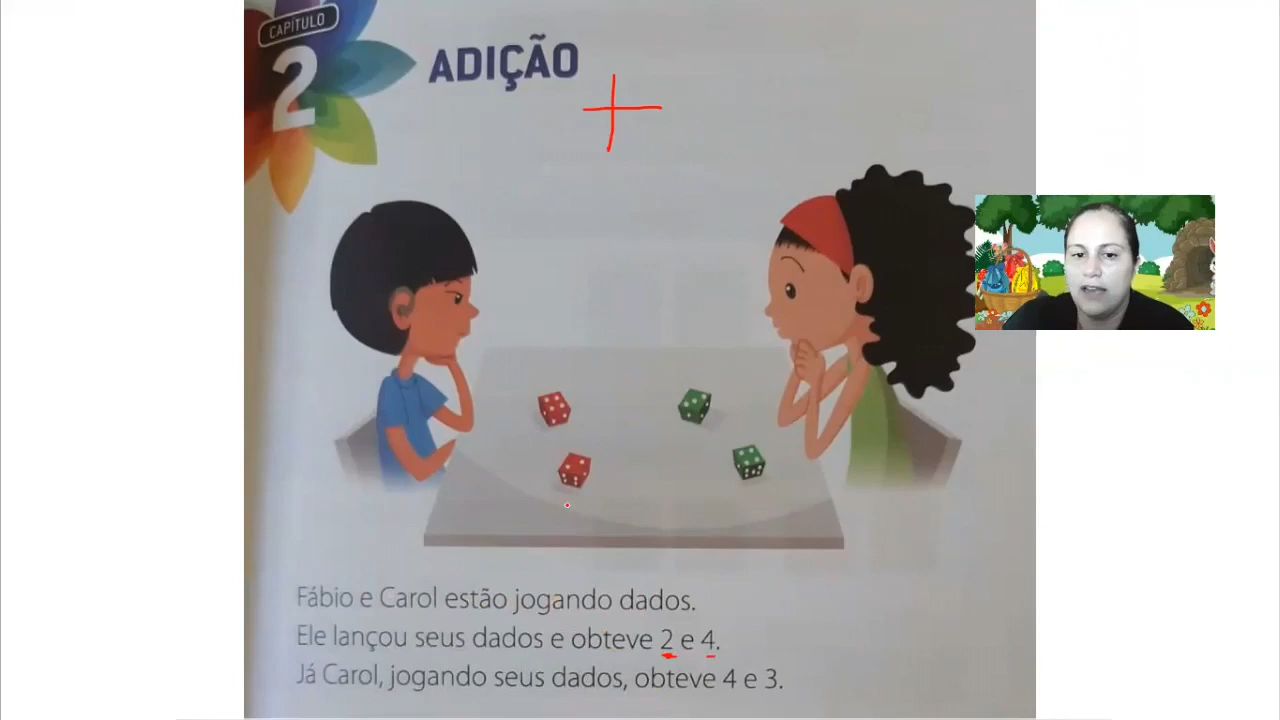 CAPÍTULO
2
ADIÇÃO
+
Fábio e Carol estão jogando dados.
Ele lançou seus dados e obteve 2 e 4.
Já Carol, jogando seus dados, obteve 4 e 3.